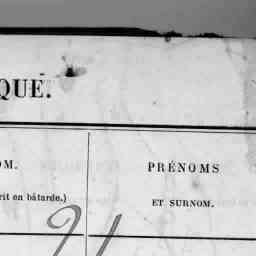 QUE.
OM. PRÉNOMS
rit en bâtarde.) ET SURNOM.